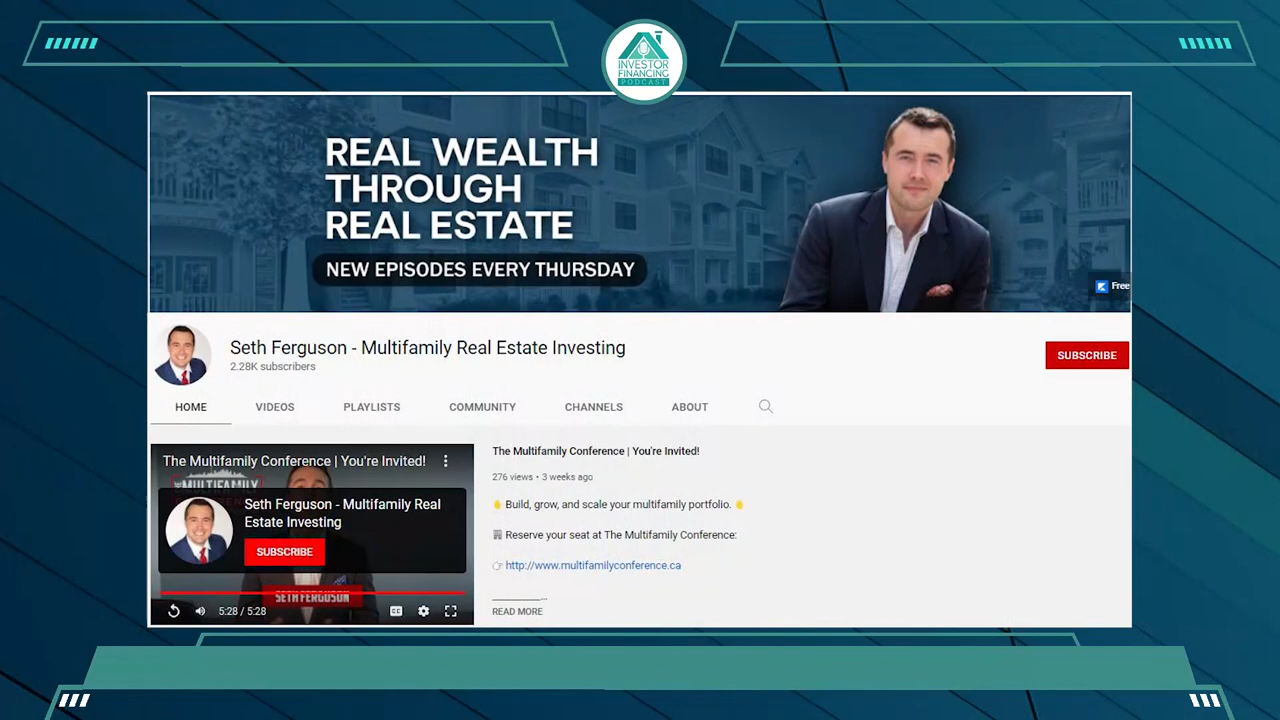 INVESTOR
FINANCING
PODCAST
REAL WEALTH
THROUGH
REAL ESTATE
NEW EPISODES EVERY THURSDAY
Free
Seth Ferguson - Multifamily Real Estate Investing
2.28K subscribers
SUBSCRIBE
HOME VIDEOS PLAYLISTS COMMUNITY CHANNELS ABOUT
The Multifamily Conference | You're Invited!
MULTIFAMILY
Seth Ferguson - Multifamily Real
Estate Investing
SUBSCRIBE
SETH FERGUSON
5:28 / 5:28
CC
The Multifamily Conference | You're Invited!
276 views • 3 weeks ago
Build, grow, and scale your multifamily portfolio.
Reserve your seat at The Multifamily Conference:
http://www.multifamilyconference.ca
___________...
READ MORE